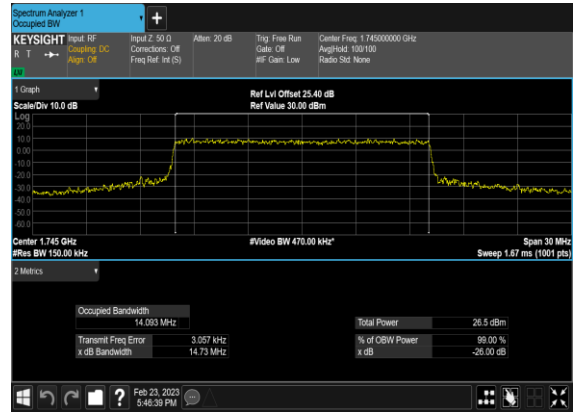 Spectrum Analyzer 1
Occupied BW
+
KEYSIGHT Input: RF Input Z: 50 Ω Atten: 20 dB Trig: Free Run Center Freq: 1.745000000 GHz
R T Coupling: DC Corrections: Off Gate: Off Avg|Hold: 100/100
Align: Off Freq Ref: Int (S) #IF Gain: Low Radio Std: None
LW
1 Graph
Ref Lvl Offset 25.40 dB
Scale/Div 10.0 dB Ref Value 30.00 dBm
Log
20.0
10.0
0.00
-10.0
-20.0
-30.0
-40.0
-50.0
-60.0
Center 1.745 GHz #Video BW 470.00 kHz* Span 30 MHz
#Res BW 150.00 kHz Sweep 1.67 ms (1001 pts)
2 Metrics
Occupied Bandwidth
14.093 MHz Total Power 26.5 dBm
Transmit Freq Error 3.057 kHz % of OBW Power 99.00 %
x dB Bandwidth 14.73 MHz x dB -26.00 dB
? Feb 23, 2023
5:46:39 PM